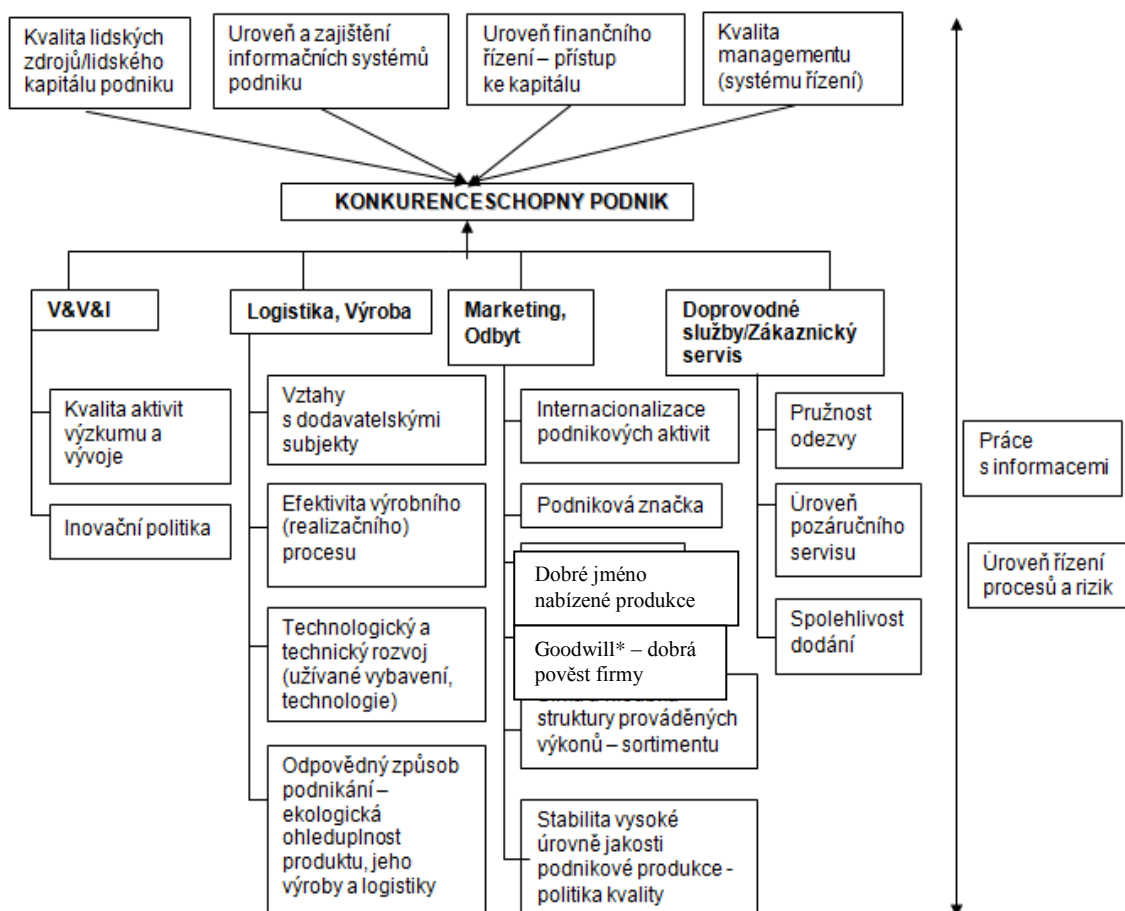 Kvalita lidských
zdrojů/lidského
kapitálu podniku
Uroveň a zajištění
informačních systémů
podniku
Uroveň finančního
řízení – přístup
ke kapitálu
Kvalita
managementu
(systému řízení)
KONKURENCESCHOPNY PODNIK
V&V&I
Kvalita aktivit
výzkumu a
vývoje
Inovační politika
Logistika, Výroba
Vztahy
s dodavatelskými
subjekty
Efektivita výrobního
(realizačního)
procesu
Technologický a
technický rozvoj
(užívané vybavení,
technologie)
Odpovědný způsob
podnikání –
ekologická
ohleduplnost
produktu, jeho
výroby a logistiky
Marketing,
Odbyt
Internacionalizace
podnikových aktivit
Podniková značka
Dobré jméno
nabízené produkce
Goodwill* – dobrá
pověst firmy
struktury prováděných
výkonů – sortimentu
Stabilita vysoké
úrovně jakosti
podnikové produkce -
politika kvality
Doprovodné
služby/Zákaznický
servis
Pružnost
odezvy
Uroveň
pozáručního
servisu
Spolehlivost
dodání
Práce
s informacemi
Uroveň řízení
procesů a rizik